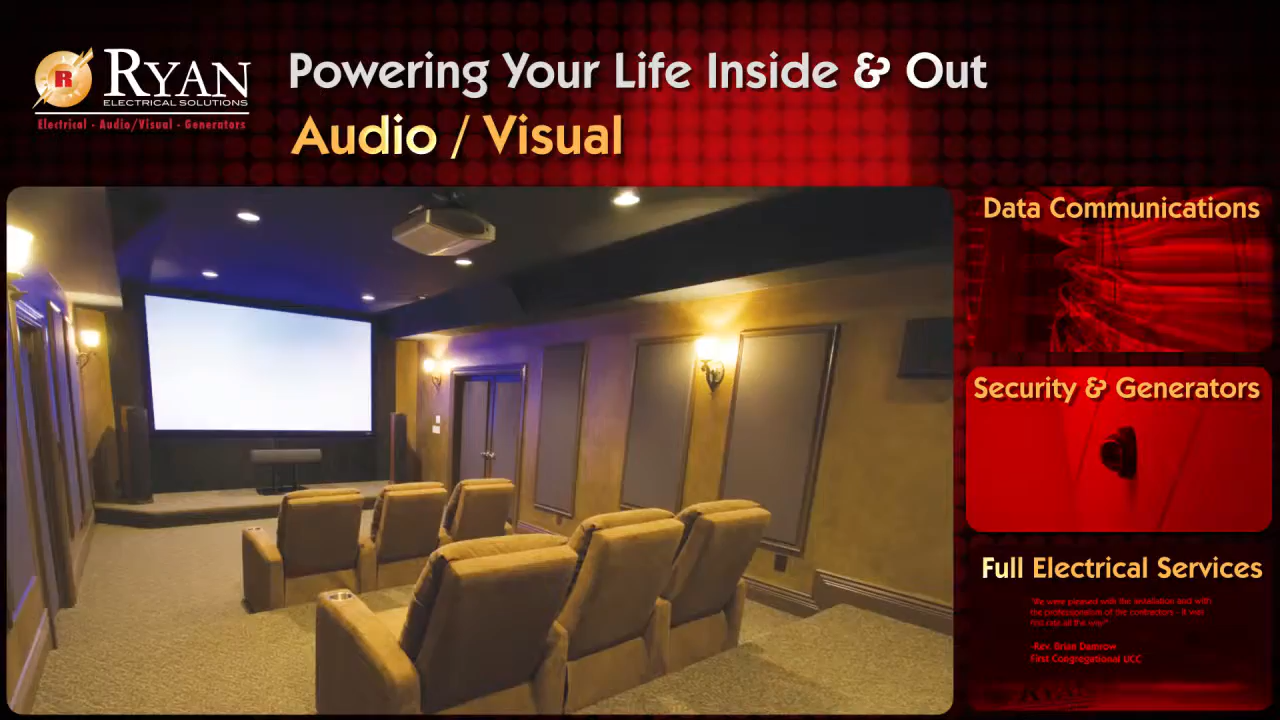 R
RYAN
ELECTRICAL SOLUTIONS
Electrical - Audio/Visual - Generators
Powering Your Life Inside & Out
Audio / Visual
Data Communications
Security & Generators
Full Electrical Services
"We were pleased with the installation and with
the professionalism of the contractors - it was
first rate all the way!"
-Rev. Brian Damrow
First Congregational UCC
RYAN